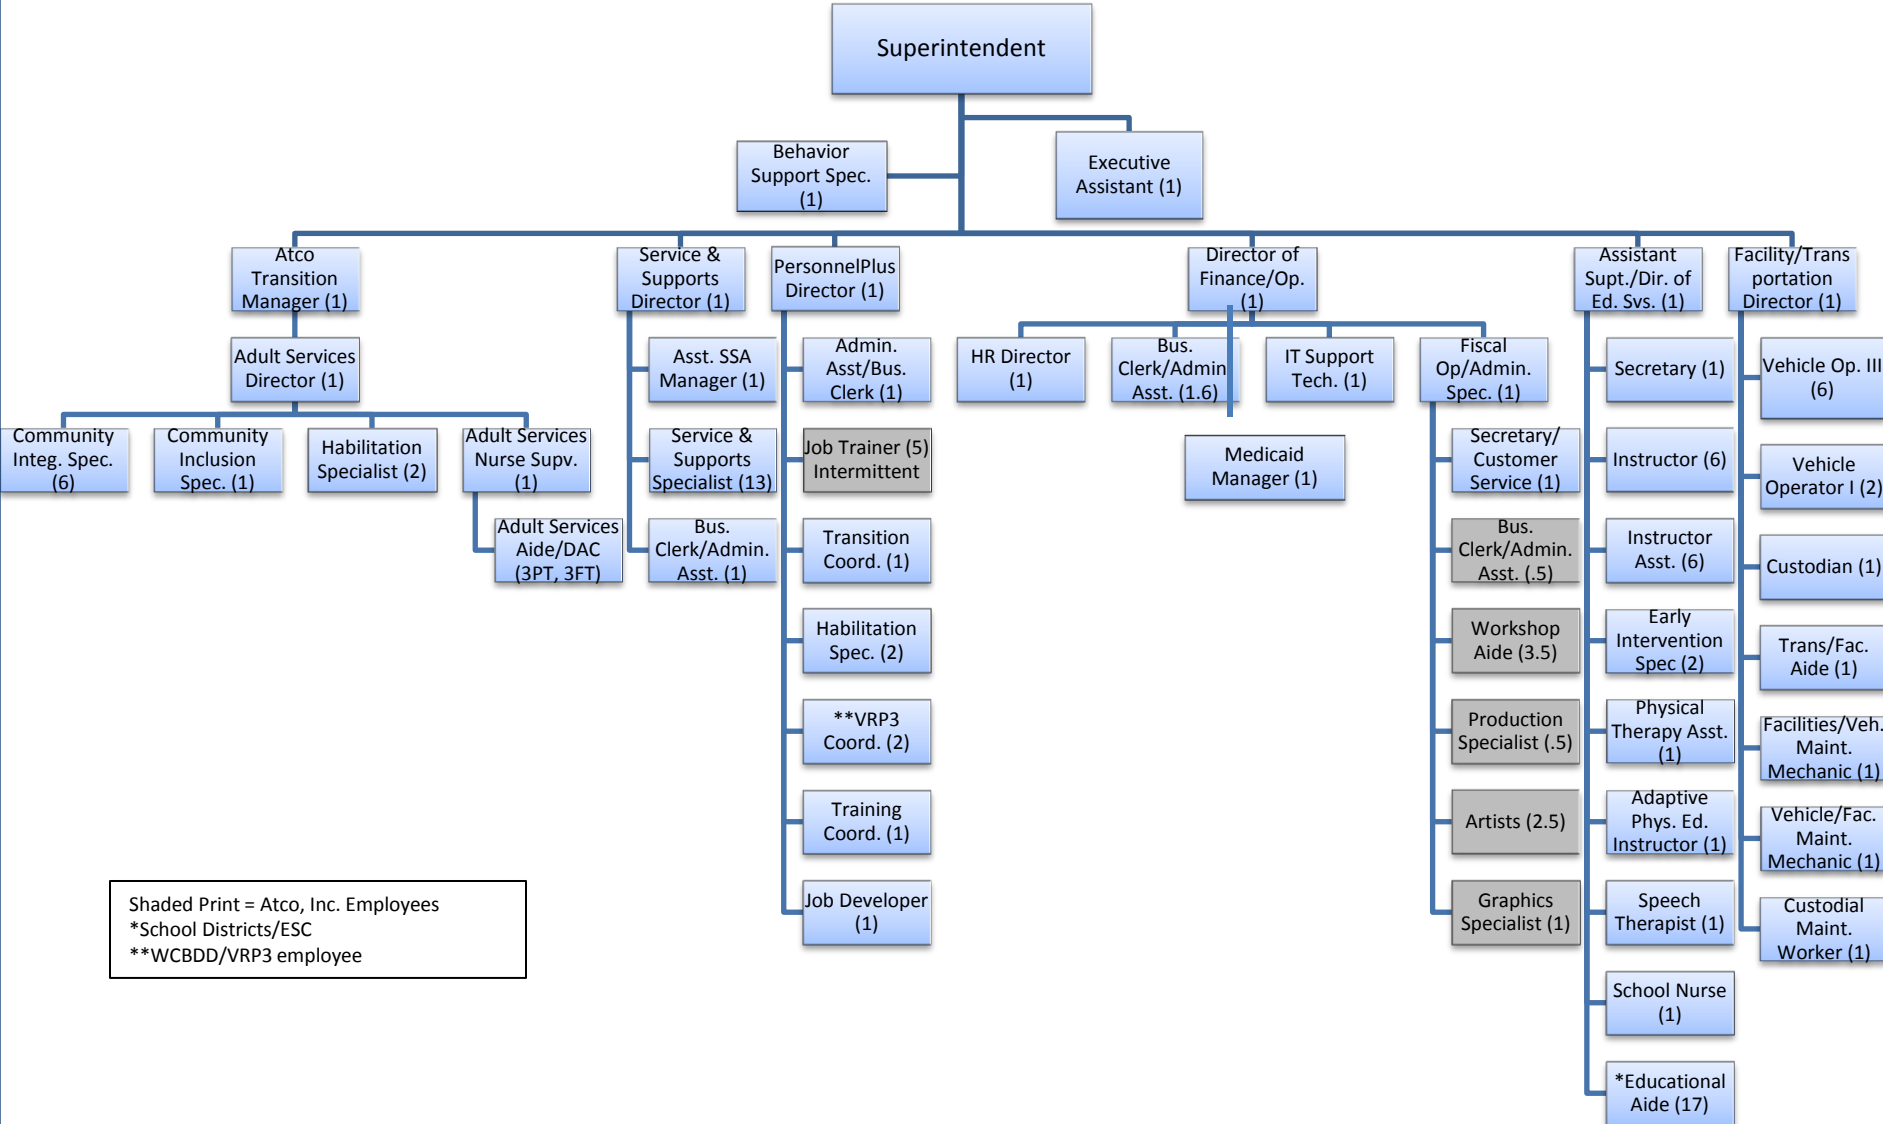 Superintendent
Behavior
Support Spec.
(1)
Executive
Assistant (1)
Atco
Transition
Manager (1)
Service &
Supports
Director (1)
PersonnelPlus
Director (1)
Director of
Finance/Op.
(1)
Assistant
Supt./Dir. of
Ed. Svs. (1)
Facility/Trans
portation
Director (1)
Adult Services
Director (1)
Community
Integ. Spec.
(6)
Community
Inclusion
Spec. (1)
Habilitation
Specialist (2)
Adult Services
Nurse Supv.
(1)
Adult Services
Aide/DAC
(3PT, 3FT)
Asst. SSA
Manager (1)
Service &
Supports
Specialist (13)
Bus.
Clerk/Admin.
Asst. (1)
Admin.
Asst/Bus.
Clerk (1)
Job Trainer (5)
Intermittent
Transition
Coord. (1)
Habilitation
Spec. (2)
**VRP3
Coord. (2)
Training
Coord. (1)
Job Developer
(1)
HR Director
(1)
Bus.
Clerk/Admin
Asst. (1.6)
IT Support
Tech. (1)
Fiscal
Op/Admin.
Spec. (1)
Medicaid
Manager (1)
Secretary/
Customer
Service (1)
Bus.
Clerk/Admin.
Asst. (.5)
Workshop
Aide (3.5)
Production
Specialist (.5)
Artists (2.5)
Graphics
Specialist (1)
Secretary (1)
Instructor (6)
Instructor
Asst. (6)
Early
Intervention
Spec (2)
Physical
Therapy Asst.
(1)
Adaptive
Phys. Ed.
Instructor (1)
Speech
Therapist (1)
School Nurse
(1)
*Educational
Aide (17)
Vehicle Op. III
(6)
Vehicle
Operator I (2)
Custodian (1)
Trans/Fac.
Aide (1)
Facilities/Veh.
Maint.
Mechanic (1)
Vehicle/Fac.
Maint.
Mechanic (1)
Custodial
Maint.
Worker (1)
Shaded Print = Atco, Inc. Employees
*School Districts/ESC
**WCBDD/VRP3 employee